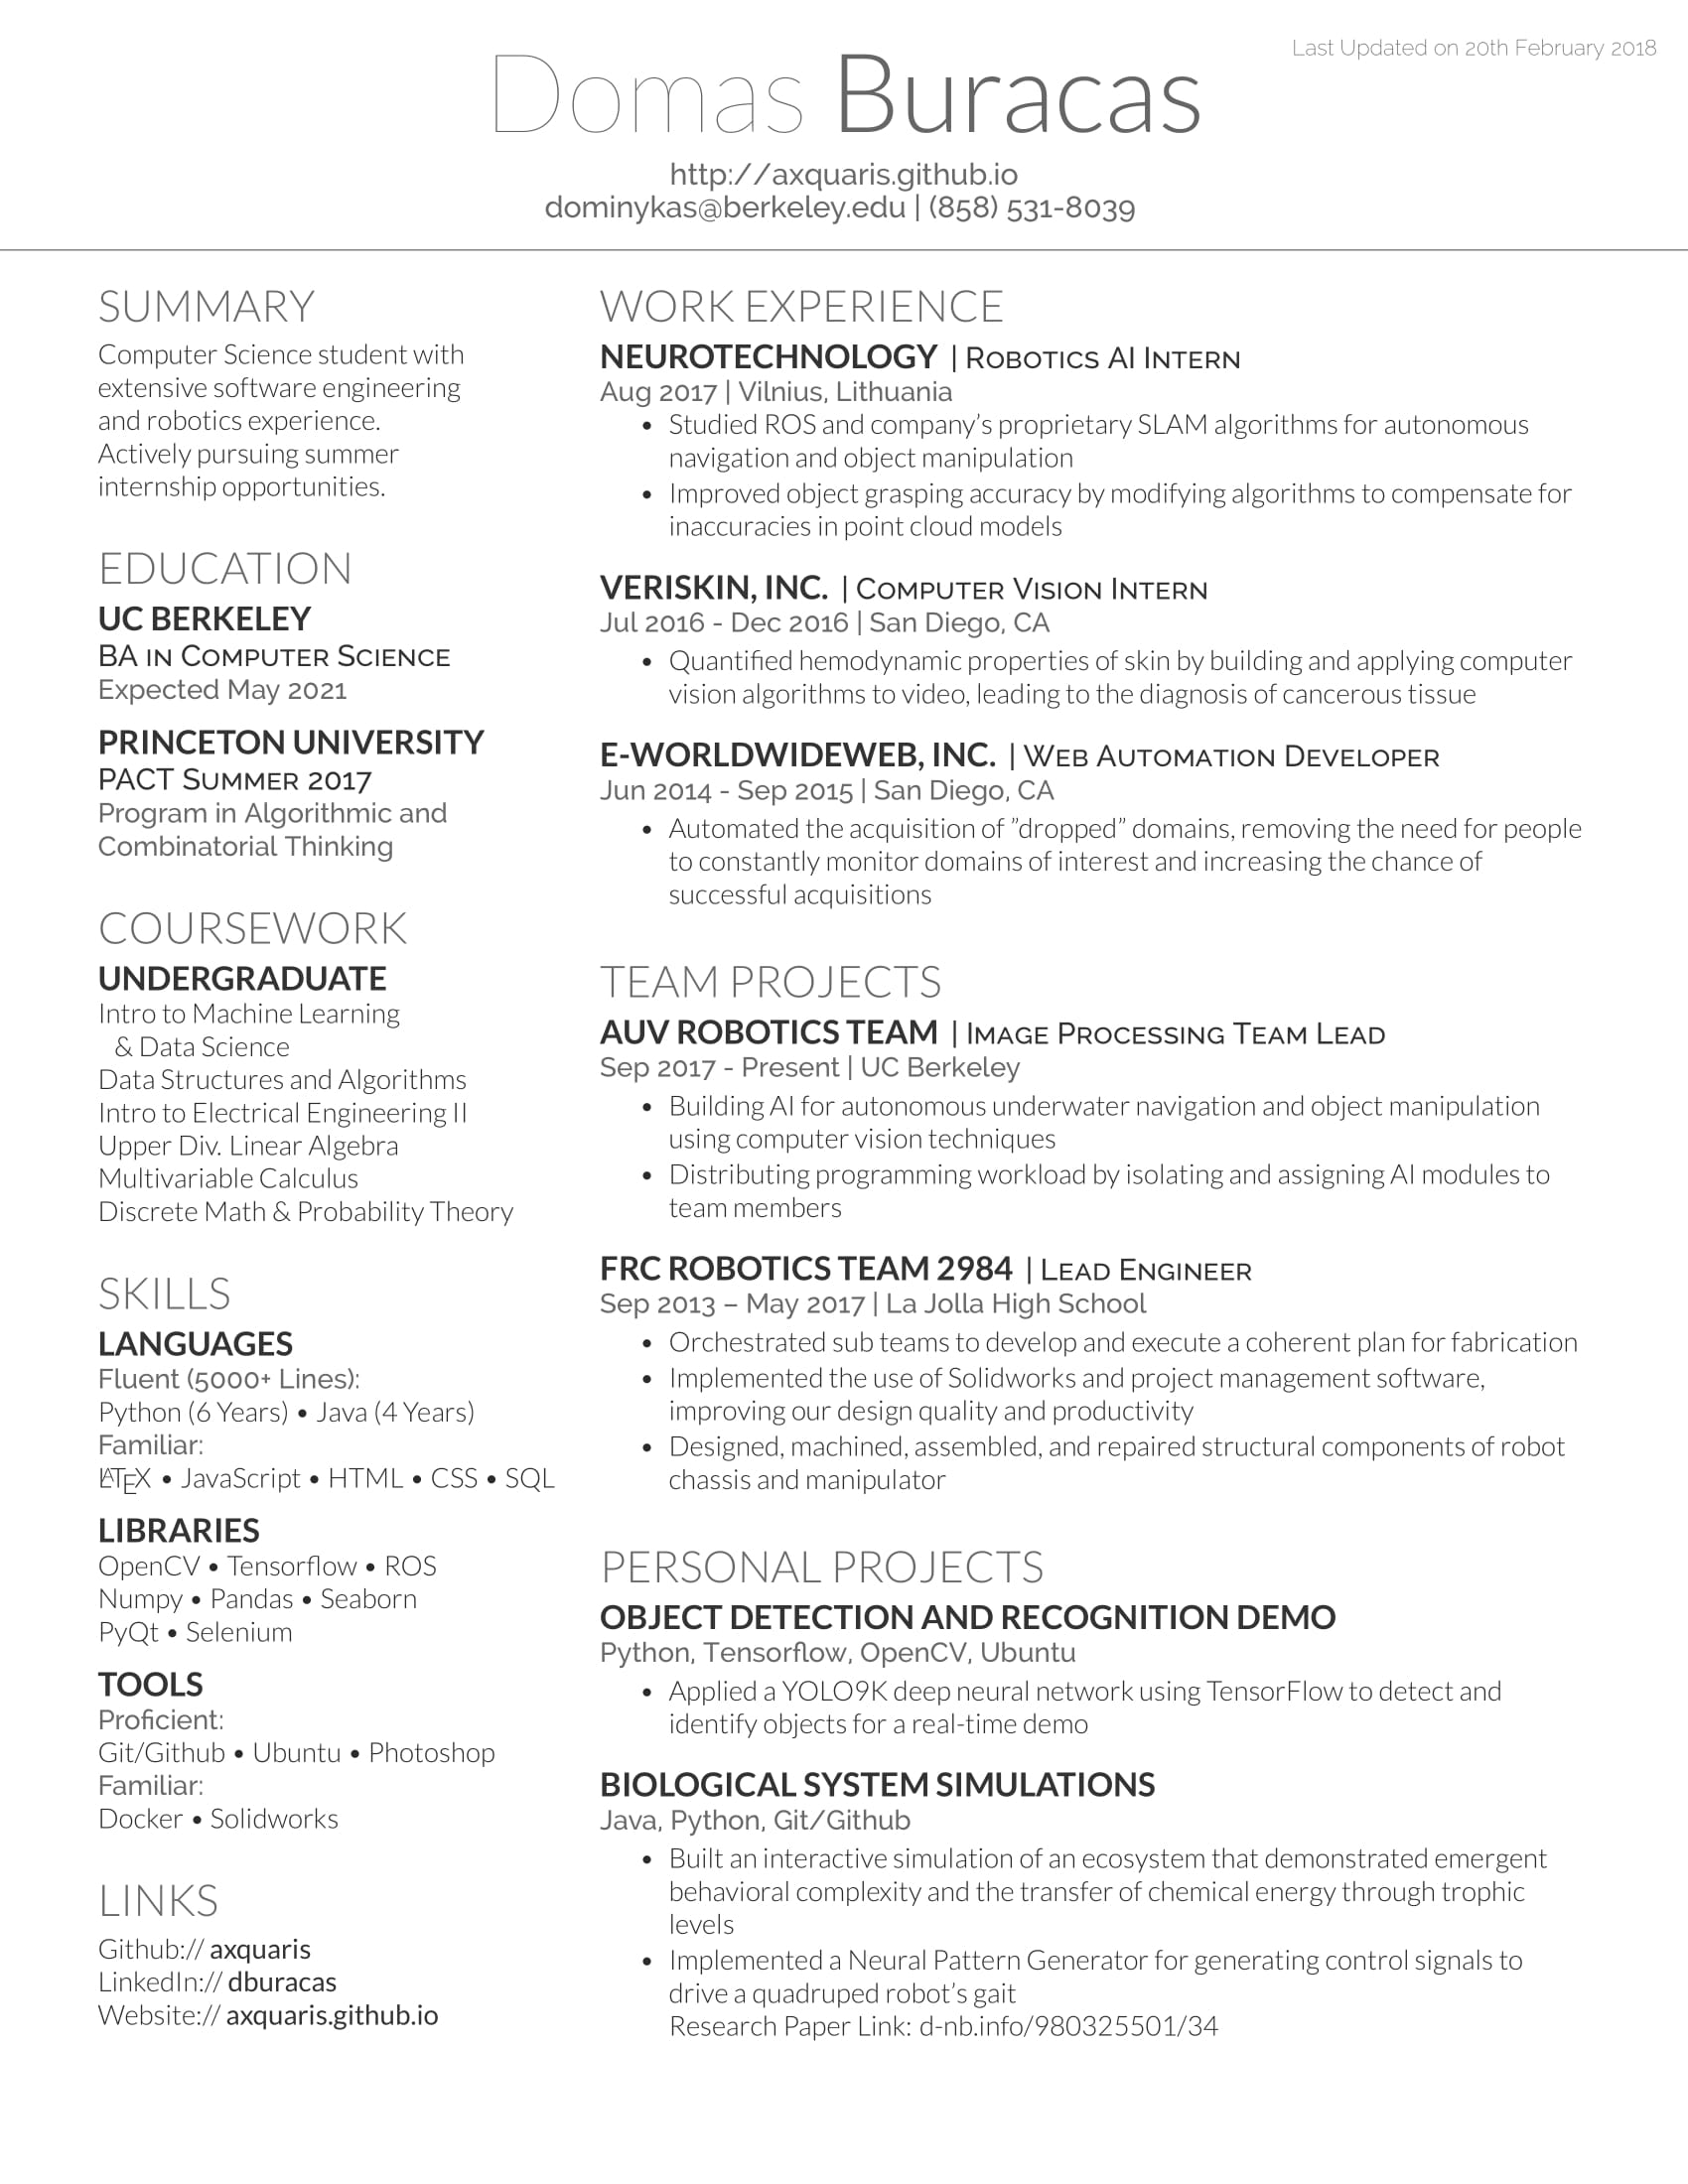 Last Updated on 20th February 2018
Domas Buracas
http://axquaris.github.io
dominykas@berkeley.edu | (858) 531-8039
SUMMARY
Computer Science student with
extensive software engineering
and robotics experience.
Actively pursuing summer
internship opportunities.
EDUCATION
UC BERKELEY
BA IN COMPUTER SCIENCE
Expected May 2021
PRINCETON UNIVERSITY
PACT SUMMER 2017
Program in Algorithmic and
Combinatorial Thinking
COURSEWORK
UNDERGRADUATE
Intro to Machine Learning
& Data Science
Data Structures and Algorithms
Intro to Electrical Engineering II
Upper Div. Linear Algebra
Multivariable Calculus
Discrete Math & Probability Theory
SKILLS
LANGUAGES
Fluent (5000+ Lines):
Python (6 Years) • Java (4 Years)
Familiar:
LATEX • JavaScript • HTML • CSS • SQL
LIBRARIES
OpenCV • Tensorflow • ROS
Numpy • Pandas • Seaborn
PyQt • Selenium
TOOLS
Proficient:
Git/Github • Ubuntu • Photoshop
Familiar:
Docker • Solidworks
LINKS
Github:// axquaris
LinkedIn:// dburacas
Website:// axquaris.github.io
WORK EXPERIENCE
NEUROTECHNOLOGY | ROBOTICS AI INTERN
Aug 2017 | Vilnius, Lithuania
• Studied ROS and company’s proprietary SLAM algorithms for autonomous
navigation and object manipulation
• Improved object grasping accuracy by modifying algorithms to compensate for
inaccuracies in point cloud models
VERISKIN, INC. | COMPUTER VISION INTERN
Jul 2016 - Dec 2016 | San Diego, CA
• Quantified hemodynamic properties of skin by building and applying computer
vision algorithms to video, leading to the diagnosis of cancerous tissue
E-WORLDWIDEWEB, INC. | WEB AUTOMATION DEVELOPER
Jun 2014 - Sep 2015 | San Diego, CA
• Automated the acquisition of ”dropped” domains, removing the need for people
to constantly monitor domains of interest and increasing the chance of
successful acquisitions
TEAM PROJECTS
AUV ROBOTICS TEAM | IMAGE PROCESSING TEAM LEAD
Sep 2017 - Present | UC Berkeley
• Building AI for autonomous underwater navigation and object manipulation
using computer vision techniques
• Distributing programming workload by isolating and assigning AI modules to
team members
FRC ROBOTICS TEAM 2984 | LEAD ENGINEER
Sep 2013 – May 2017 | La Jolla High School
• Orchestrated sub teams to develop and execute a coherent plan for fabrication
• Implemented the use of Solidworks and project management software,
improving our design quality and productivity
• Designed, machined, assembled, and repaired structural components of robot
chassis and manipulator
PERSONAL PROJECTS
OBJECT DETECTION AND RECOGNITION DEMO
Python, Tensorflow, OpenCV, Ubuntu
• Applied a YOLO9K deep neural network using TensorFlow to detect and
identify objects for a real-time demo
BIOLOGICAL SYSTEM SIMULATIONS
Java, Python, Git/Github
• Built an interactive simulation of an ecosystem that demonstrated emergent
behavioral complexity and the transfer of chemical energy through trophic
levels
• Implemented a Neural Pattern Generator for generating control signals to
drive a quadruped robot’s gait
Research Paper Link: d-nb.info/980325501/34